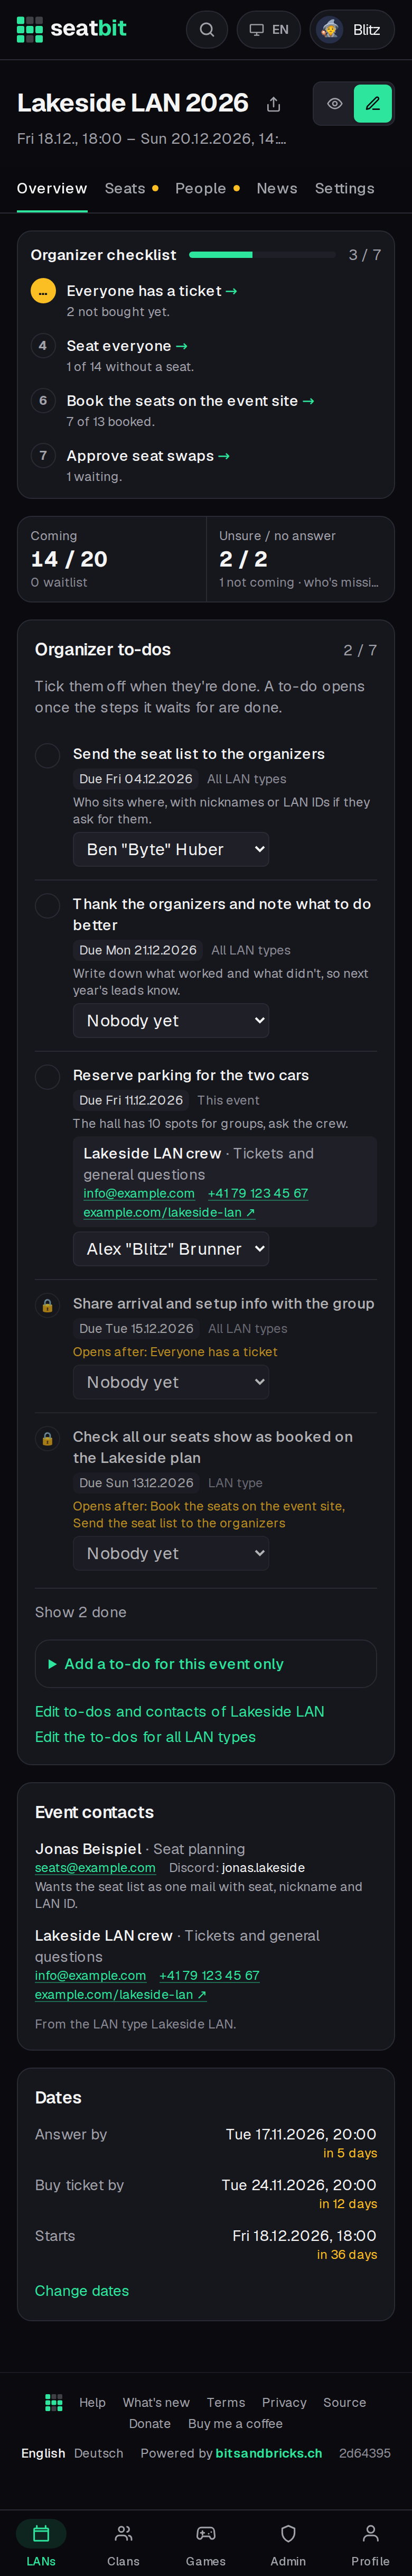 seatbit
EN
Blitz
Lakeside LAN 2026
Fri 18.12., 18:00 – Sun 20.12.2026, 14:...
Overview Seats People News Settings
Organizer checklist 3 / 7
... Everyone has a ticket →
2 not bought yet.
4 Seat everyone →
1 of 14 without a seat.
6 Book the seats on the event site →
7 of 13 booked.
7 Approve seat swaps →
1 waiting.
Coming
14 / 20
0 waitlist
Unsure / no answer
2 / 2
1 not coming · who's missi...
Organizer to-dos 2 / 7
Tick them off when they're done. A to-do opens
once the steps it waits for are done.
Send the seat list to the organizers
Due Fri 04.12.2026 All LAN types
Who sits where, with nicknames or LAN IDs if they
ask for them.
Ben "Byte" Huber
Thank the organizers and note what to do
better
Due Mon 21.12.2026 All LAN types
Write down what worked and what didn't, so next
year's leads know.
Nobody yet
Reserve parking for the two cars
Due Fri 11.12.2026 This event
The hall has 10 spots for groups, ask the crew.
Lakeside LAN crew · Tickets and
general questions
info@example.com +41 79 123 45 67
example.com/lakeside-lan ↗
Alex "Blitz" Brunner
Share arrival and setup info with the group
Due Tue 15.12.2026 All LAN types
Opens after: Everyone has a ticket
Nobody yet
Check all our seats show as booked on
the Lakeside plan
Due Sun 13.12.2026 LAN type
Opens after: Book the seats on the event site,
Send the seat list to the organizers
Nobody yet
Show 2 done
▶ Add a to-do for this event only
Edit to-dos and contacts of Lakeside LAN
Edit the to-dos for all LAN types
Event contacts
Jonas Beispiel · Seat planning
seats@example.com Discord: jonas.lakeside
Wants the seat list as one mail with seat, nickname and
LAN ID.
Lakeside LAN crew · Tickets and general
questions
info@example.com +41 79 123 45 67
example.com/lakeside-lan ↗
From the LAN type Lakeside LAN.
Dates
Answer by Tue 17.11.2026, 20:00
in 5 days
Buy ticket by Tue 24.11.2026, 20:00
in 12 days
Starts Fri 18.12.2026, 18:00
in 36 days
Change dates
Help What's new Terms Privacy Source
Donate Buy me a coffee
English Deutsch Powered by bitsandbricks.ch 2d64395
LANs Clans Games Admin Profile